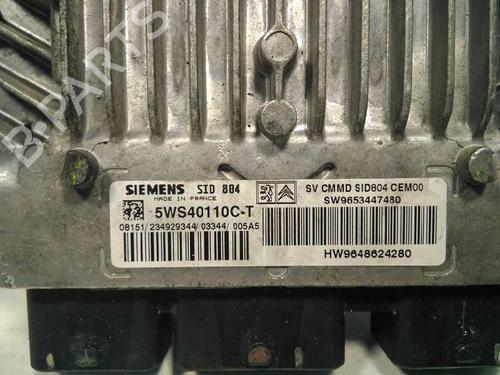 B-PARTS
SIEMENS SID 804
MADE IN FRANCE
5WS40110C-T
08151/234929344/03344/005A5
SV CMMD SID804 CEM00
SW9653447480
HW9648624280